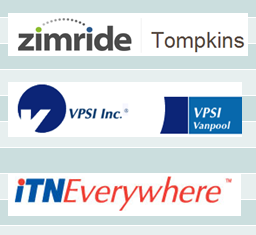 zimride Tompkins
VPSI Inc.® VPSI
Vanpool
iTNEverywhere™